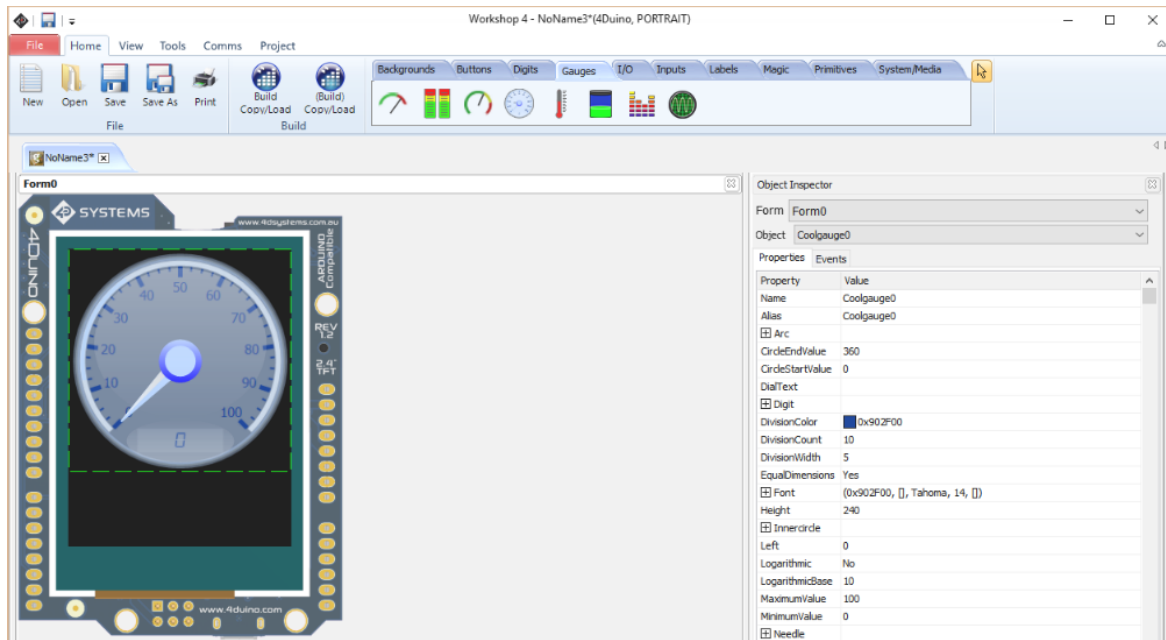 Workshop 4 - NoName3*(4Duino, PORTRAIT)
File Home View Tools Comms Project
New Open Save Save As Print
File
Build Copy/Load
(Build) Copy/Load
Build
Backgrounds Buttons Digits Gauges I/O Inputs Labels Magic Primitives System/Media
NoName3*
Form0
4D SYSTEMS
www.4dsystems.com.au
4DUINO
ARDUINO
Compatible
REV
1.2
2.4"
TFT
0 10 20 30 40 50 60 70 80 90 100
0
www.4duino.com
Object Inspector
Form Form0
Object Coolgauge0
Properties Events
Property Value
Name Coolgauge0
Alias Coolgauge0
Arc
CircleEndValue 360
CircleStartValue 0
DialText
Digit
DivisionColor 0x902F00
DivisionCount 10
DivisionWidth 5
EqualDimensions Yes
Font (0x902F00, [], Tahoma, 14, [])
Height 240
Innercircle
Left 0
Logarithmic No
LogarithmicBase 10
MaximumValue 100
MinimumValue 0
Needle